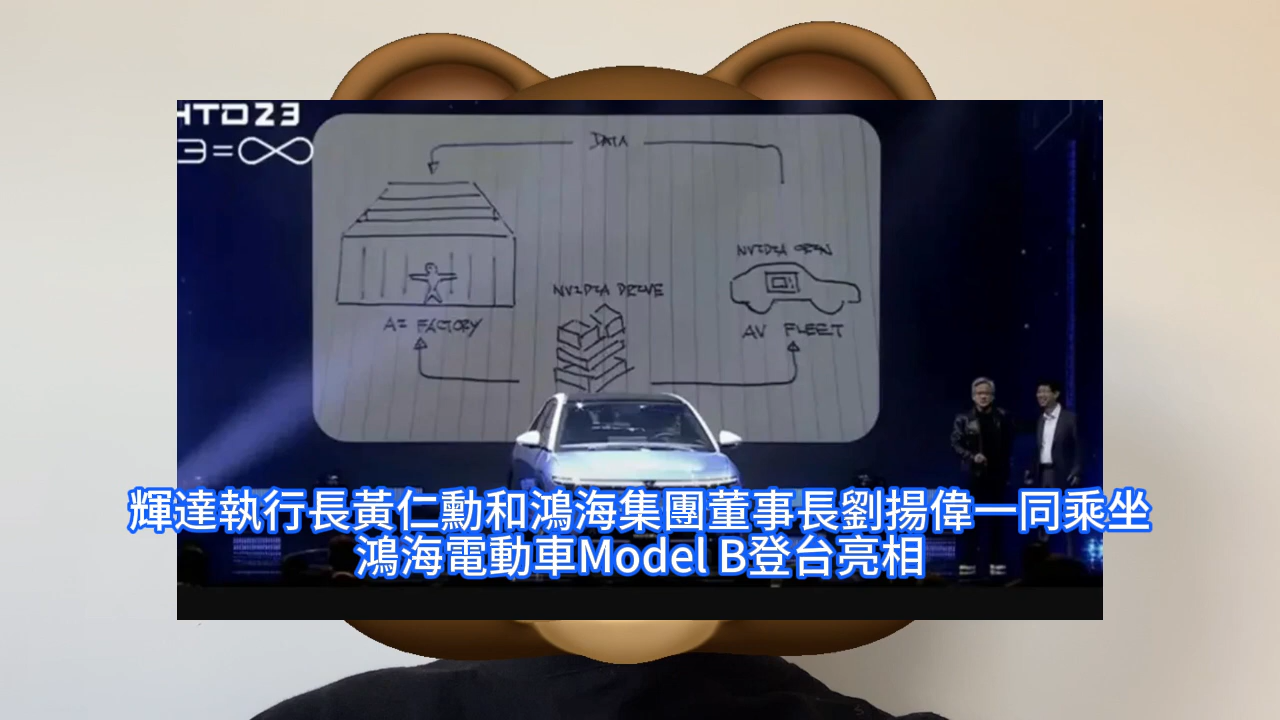 HTD23
3=∞
DATA
NVIDIA DRIVE
AI FACTORY
AV FLEET
輝達執行長黃仁勳和鴻海集團董事長劉揚偉一同乘坐
鴻海電動車Model B登台亮相